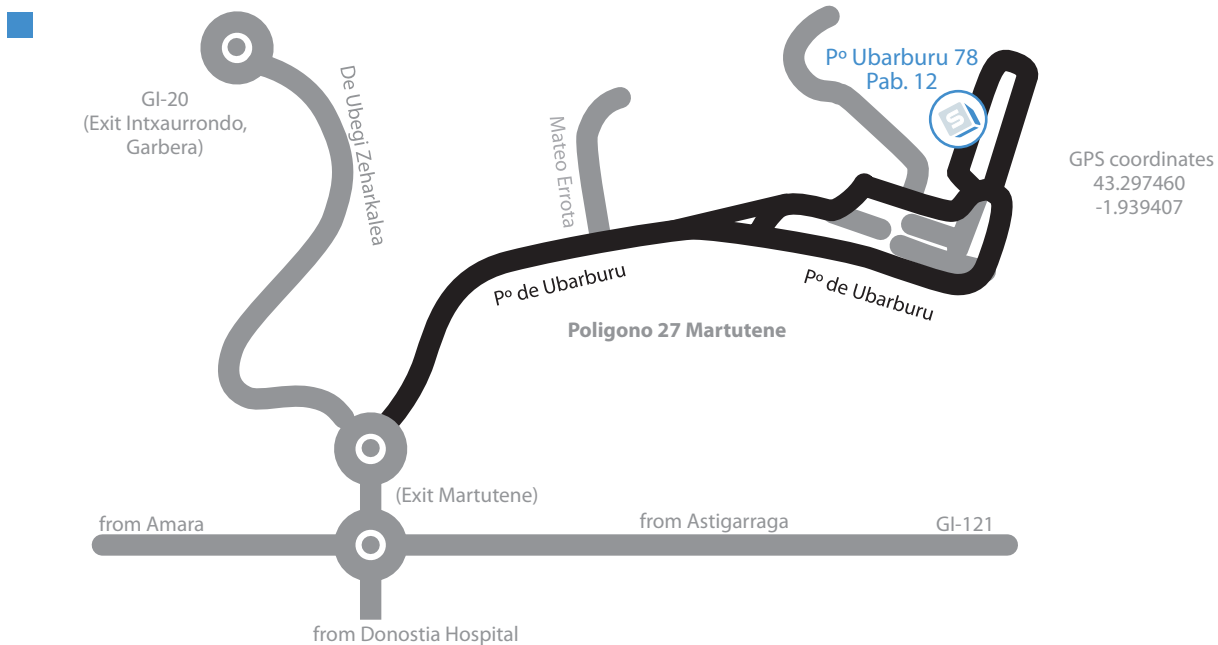 Pº Ubarburu 78
Pab. 12
S
GI-20
(Exit Intxaurrondo,
Garbera)
De Ubegi Zeharkalea
Mateo Errota
GPS coordinates
43.297460
-1.939407
Pº de Ubarburu
Pº de Ubarburu
Poligono 27 Martutene
(Exit Martutene)
from Amara
from Astigarraga
GI-121
from Donostia Hospital